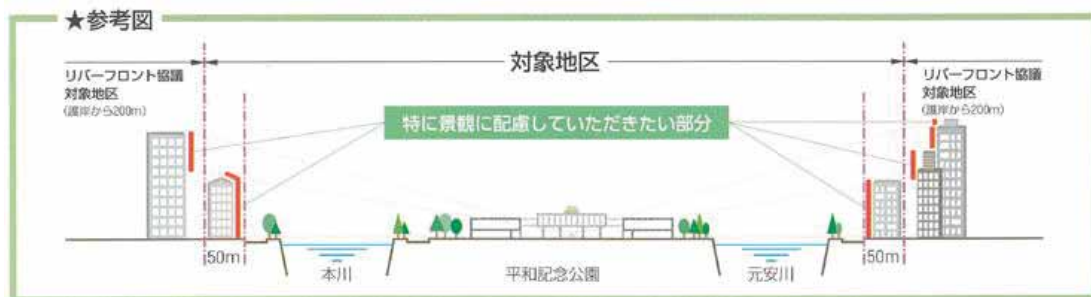 ★参考図
対象地区
リバーフロント協議
対象地区
(護岸から200m)
リバーフロント協議
対象地区
(護岸から200m)
特に景観に配慮していただきたい部分
50m
本川
平和記念公園
元安川
50m